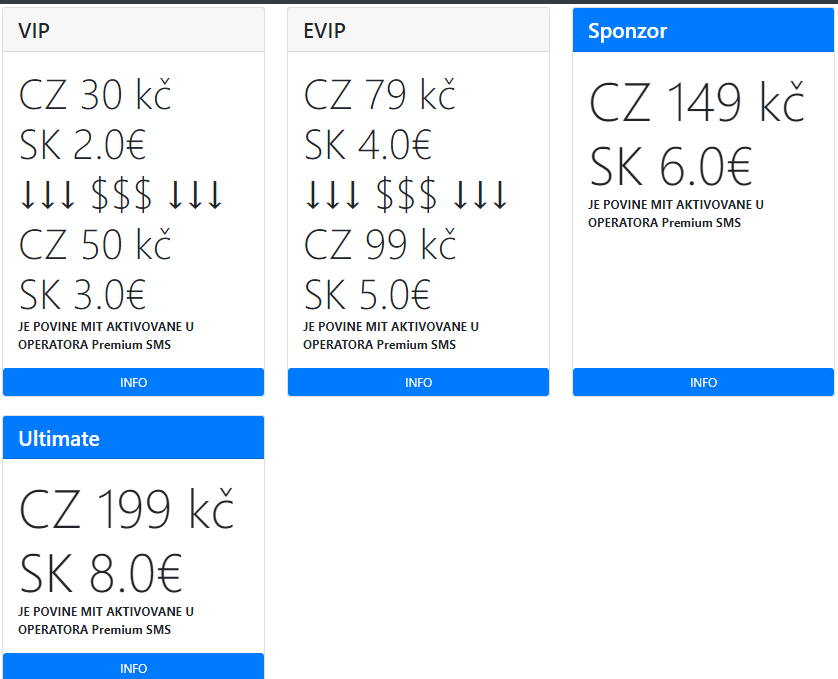 VIP
CZ 30 kč
SK 2.0€
↓↓↓ $$$ ↓↓↓
CZ 50 kč
SK 3.0€
JE POVINE MIT AKTIVOVANE U
OPERATORA Premium SMS
INFO
EVIP
CZ 79 kč
SK 4.0€
↓↓↓ $$$ ↓↓↓
CZ 99 kč
SK 5.0€
JE POVINE MIT AKTIVOVANE U
OPERATORA Premium SMS
INFO
Sponzor
CZ 149 kč
SK 6.0€
JE POVINE MIT AKTIVOVANE U
OPERATORA Premium SMS
INFO
Ultimate
CZ 199 kč
SK 8.0€
JE POVINE MIT AKTIVOVANE U
OPERATORA Premium SMS
INFO